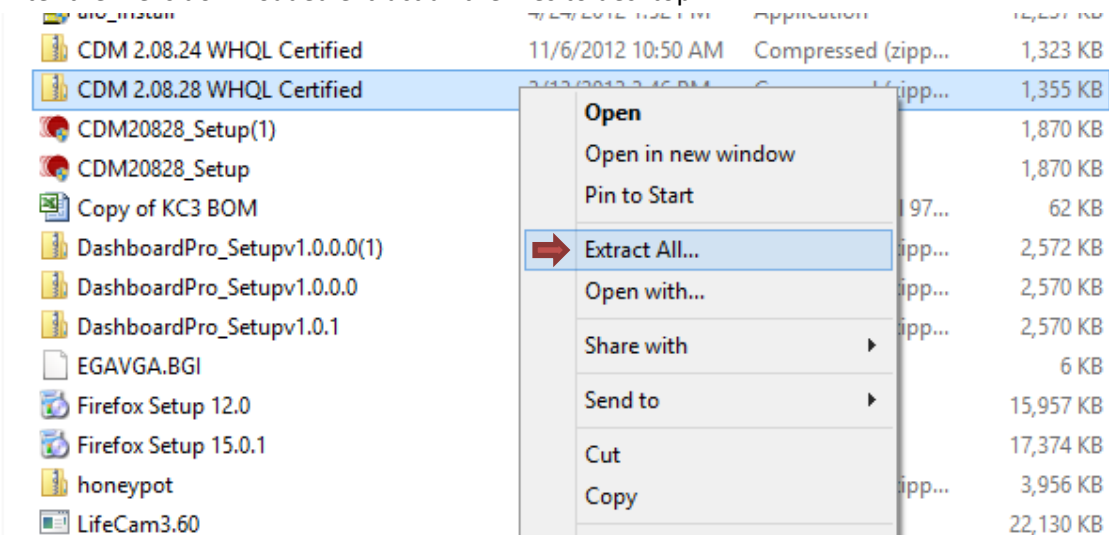 CDM 2.08.24 WHQL Certified 11/6/2012 10:50 AM Compressed (zipp... 1,323 KB
CDM 2.08.28 WHQL Certified 1,355 KB
Open
CDM20828_Setup(1) 1,870 KB
Open in new window
CDM20828_Setup 1,870 KB
Pin to Start
Copy of KC3 BOM 97... 62 KB
DashboardPro_Setupv1.0.0.0(1) Extract All... ipp... 2,572 KB
DashboardPro_Setupv1.0.0.0 Open with... ipp... 2,570 KB
DashboardPro_Setupv1.0.1 ipp... 2,570 KB
Share with
EGAVGA.BGI 6 KB
Firefox Setup 12.0 Send to 15,957 KB
Firefox Setup 15.0.1 17,374 KB
Cut
honeypot ipp... 3,956 KB
Copy
LifeCam3.60 22,130 KB